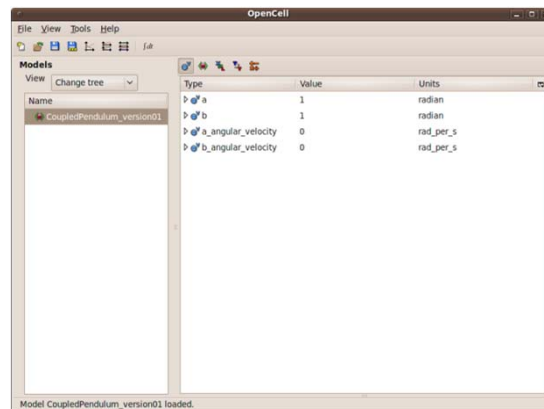 OpenCell
File View Tools Help
∫dt
Models
View Change tree
Name
CoupledPendulum_version01
Type Value Units
a 1 radian
b 1 radian
a_angular_velocity 0 rad_per_s
b_angular_velocity 0 rad_per_s
Model CoupledPendulum_version01 loaded.